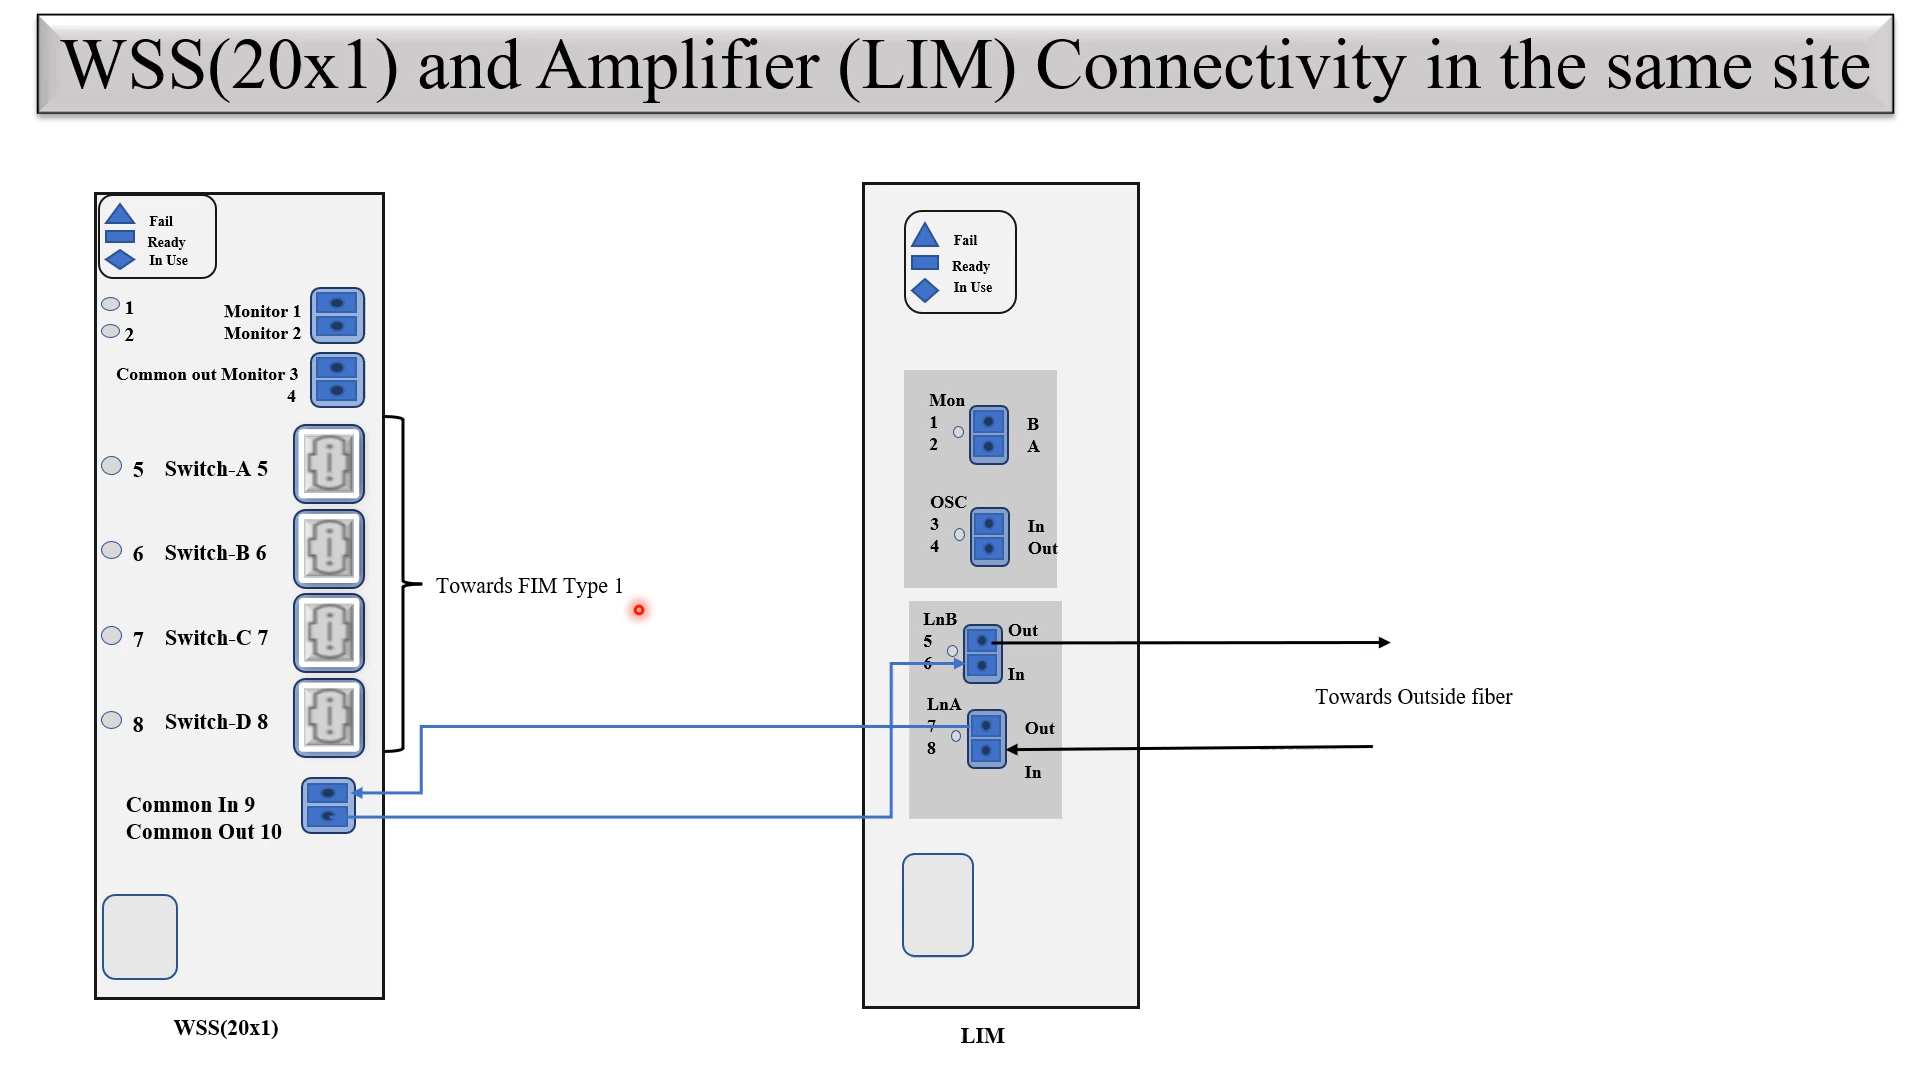 WSS(20x1) and Amplifier (LIM) Connectivity in the same site
Fail
Ready
In Use
1
2
Monitor 1
Monitor 2
Common out Monitor 3
4
5 Switch-A 5
6 Switch-B 6
7 Switch-C 7
8 Switch-D 8
Common In 9
Common Out 10
WSS(20x1)
Towards FIM Type 1
Fail
Ready
In Use
Mon
1 B
2 A
OSC
3 In
4 Out
LnB
5 Out
6 In
LnA
7 Out
8 In
LIM
Towards Outside fiber